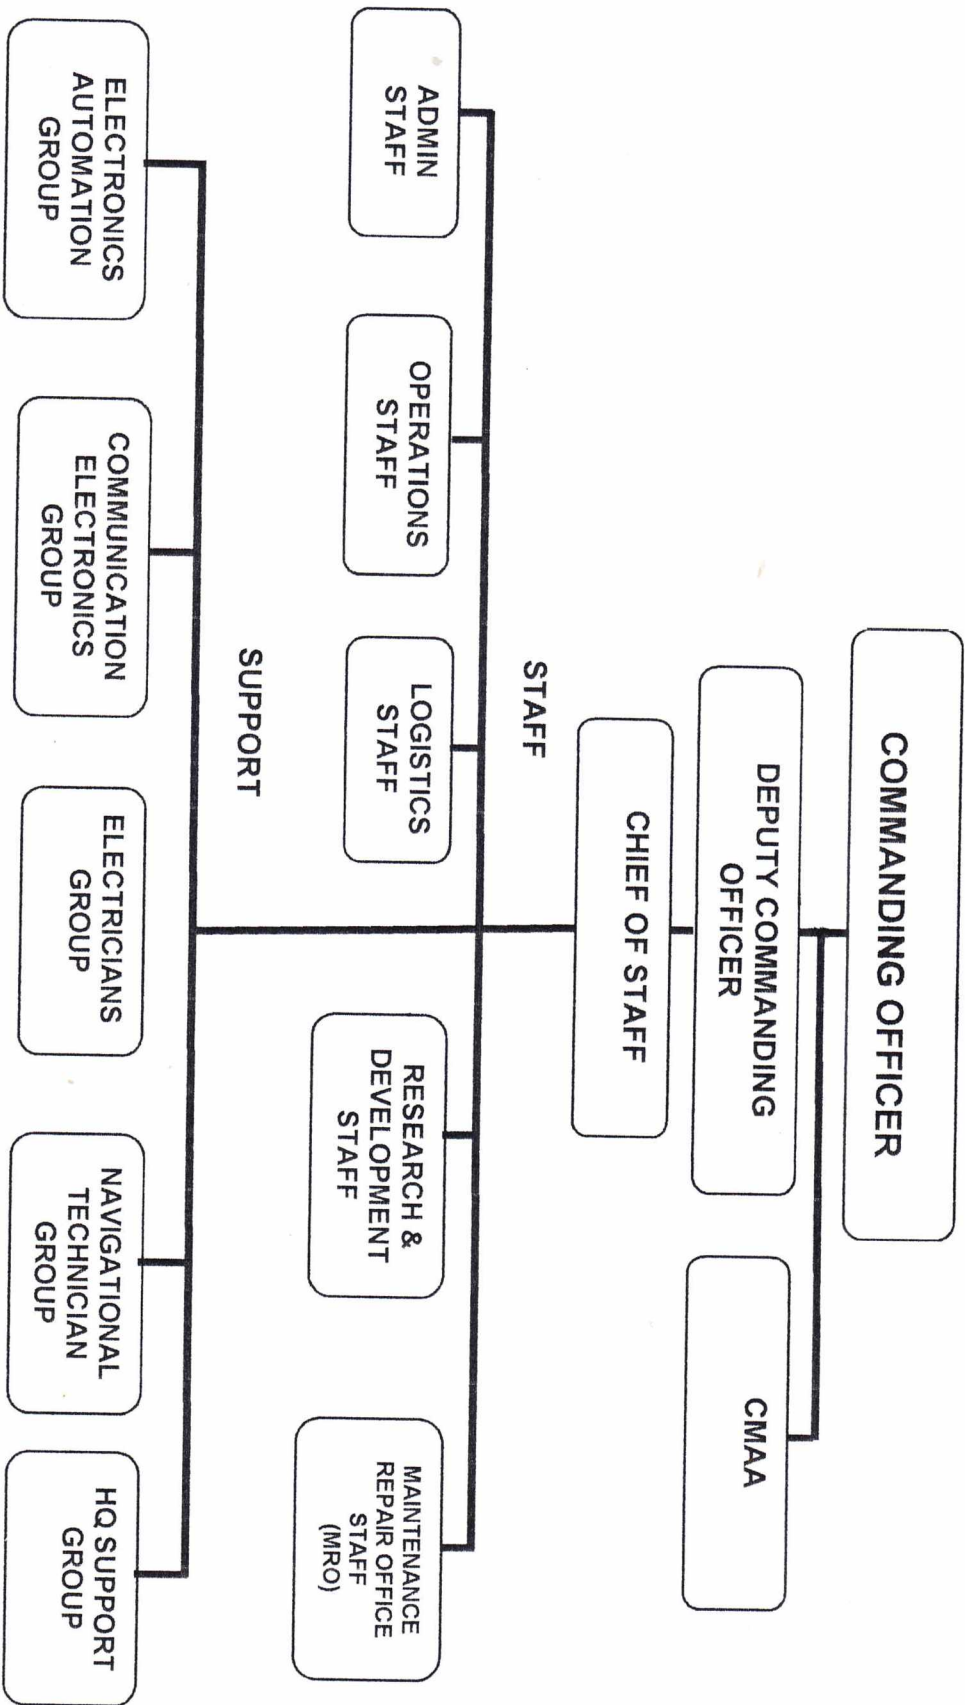 COMMANDING OFFICER
DEPUTY COMMANDING
OFFICER
CMAA
CHIEF OF STAFF
STAFF
ADMIN
STAFF
OPERATIONS
STAFF
LOGISTICS
STAFF
RESEARCH &
DEVELOPMENT
STAFF
MAINTENANCE
REPAIR OFFICE
STAFF
(MRO)
SUPPORT
ELECTRONICS
AUTOMATION
GROUP
COMMUNICATION
ELECTRONICS
GROUP
ELECTRICIANS
GROUP
NAVIGATIONAL
TECHNICIAN
GROUP
HQ SUPPORT
GROUP